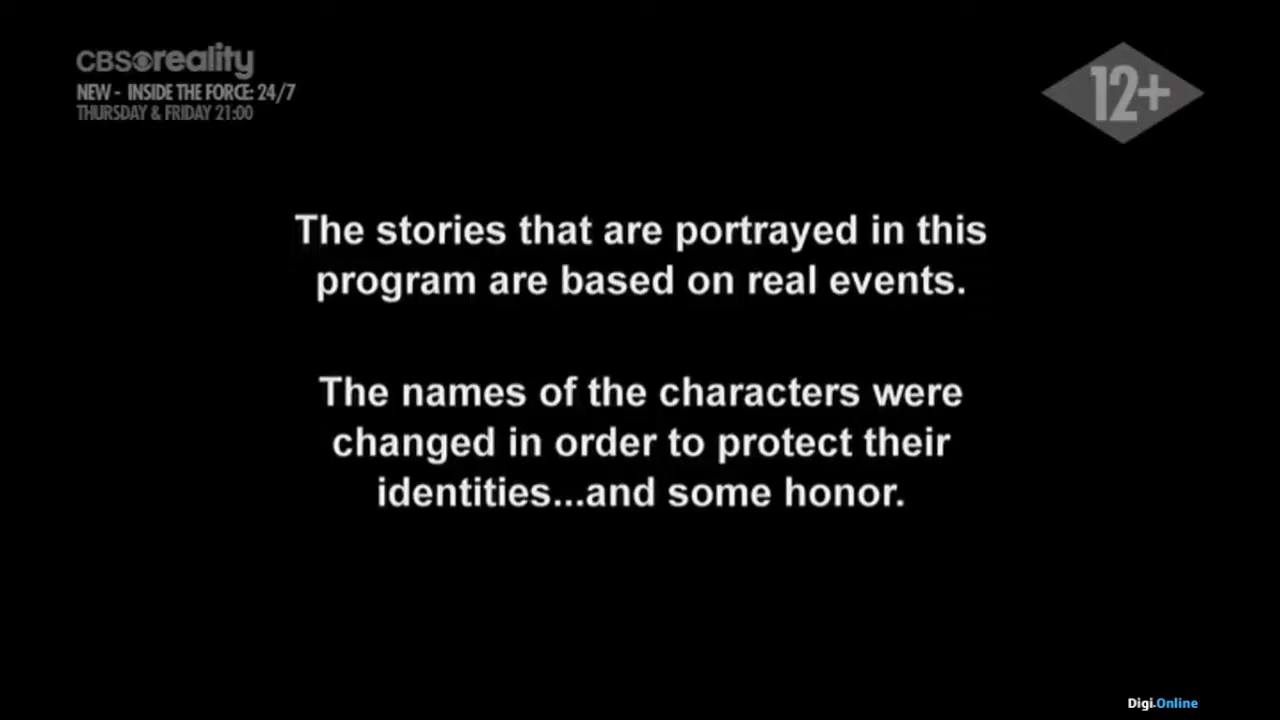 CBS reality
NEW - INSIDE THE FORCE: 24/7
THURSDAY & FRIDAY 21:00
12+
The stories that are portrayed in this
program are based on real events.
The names of the characters were
changed in order to protect their
identities...and some honor.
Digi.Online